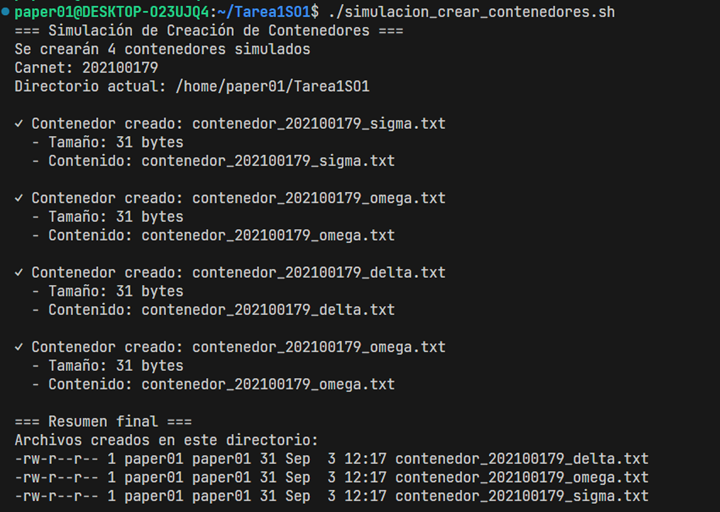 paper01@DESKTOP-O23UJQ4:~/Tarea1SO1$ ./simulacion_crear_contenedores.sh
=== Simulación de Creación de Contenedores ===
Se crearán 4 contenedores simulados
Carnet: 202100179
Directorio actual: /home/paper01/Tarea1SO1
✓ Contenedor creado: contenedor_202100179_sigma.txt
- Tamaño: 31 bytes
- Contenido: contenedor_202100179_sigma.txt
✓ Contenedor creado: contenedor_202100179_omega.txt
- Tamaño: 31 bytes
- Contenido: contenedor_202100179_omega.txt
✓ Contenedor creado: contenedor_202100179_delta.txt
- Tamaño: 31 bytes
- Contenido: contenedor_202100179_delta.txt
✓ Contenedor creado: contenedor_202100179_omega.txt
- Tamaño: 31 bytes
- Contenido: contenedor_202100179_omega.txt
=== Resumen final ===
Archivos creados en este directorio:
-rw-r--r-- 1 paper01 paper01 31 Sep  3 12:17 contenedor_202100179_delta.txt
-rw-r--r-- 1 paper01 paper01 31 Sep  3 12:17 contenedor_202100179_omega.txt
-rw-r--r-- 1 paper01 paper01 31 Sep  3 12:17 contenedor_202100179_sigma.txt